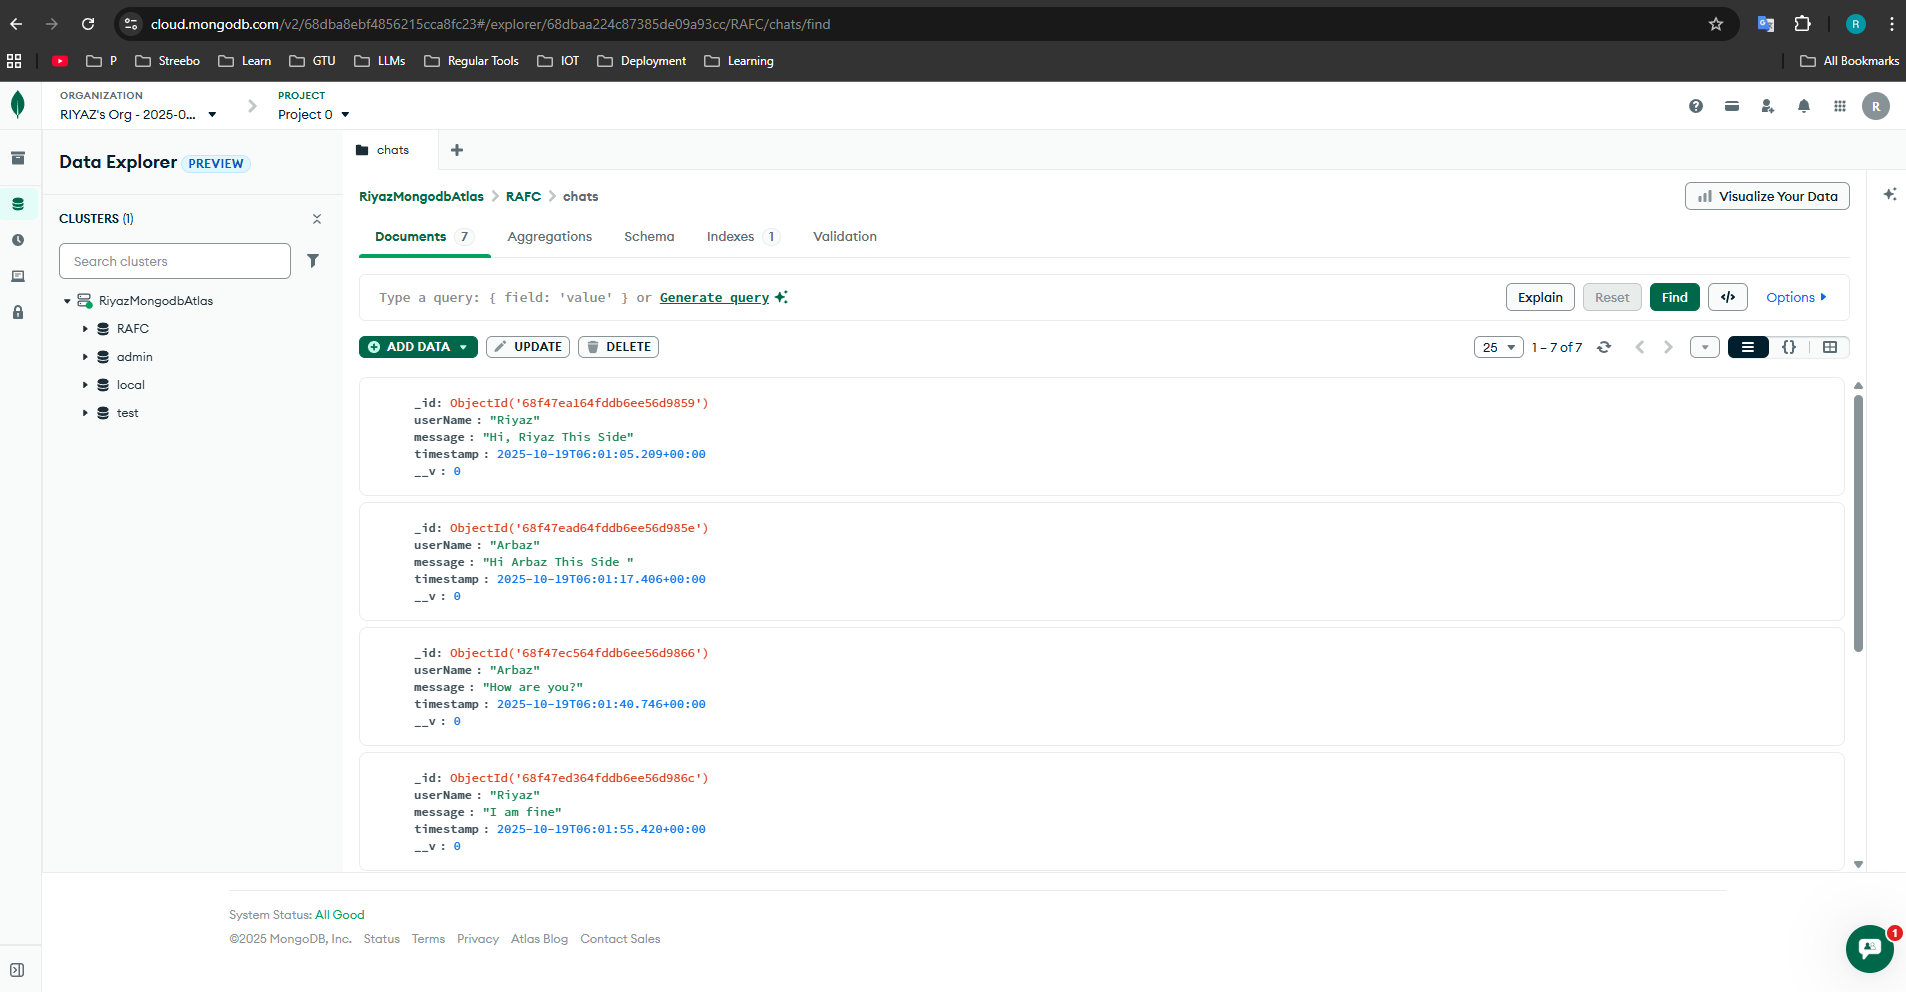 cloud.mongodb.com/v2/68dba8ebf4856215cca8fc23#/explorer/68dbaa224c87385de09a93cc/RAFC/chats/find
R
P Streebo Learn GTU LLMs Regular Tools IOT Deployment Learning All Bookmarks
ORGANIZATION
RIYAZ's Org - 2025-0...
PROJECT
Project 0
R
Data Explorer PREVIEW
CLUSTERS (1)
Search clusters
RiyazMongodbAtlas
RAFC
admin
local
test
chats
RiyazMongodbAtlas RAFC chats
Visualize Your Data
Documents 7 Aggregations Schema Indexes 1 Validation
Type a query: { field: 'value' } or Generate query
Explain Reset Find </> Options
ADD DATA UPDATE DELETE
25 1 – 7 of 7 {}
_id: ObjectId('68f47ea164fddb6ee56d9859')
userName : "Riyaz"
message : "Hi, Riyaz This Side"
timestamp : 2025-10-19T06:01:05.209+00:00
__v : 0
_id: ObjectId('68f47ead64fddb6ee56d985e')
userName : "Arbaz"
message : "Hi Arbaz This Side "
timestamp : 2025-10-19T06:01:17.406+00:00
__v : 0
_id: ObjectId('68f47ec564fddb6ee56d9866')
userName : "Arbaz"
message : "How are you?"
timestamp : 2025-10-19T06:01:40.746+00:00
__v : 0
_id: ObjectId('68f47ed364fddb6ee56d986c')
userName : "Riyaz"
message : "I am fine"
timestamp : 2025-10-19T06:01:55.420+00:00
__v : 0
System Status: All Good
©2025 MongoDB, Inc. Status Terms Privacy Atlas Blog Contact Sales
1